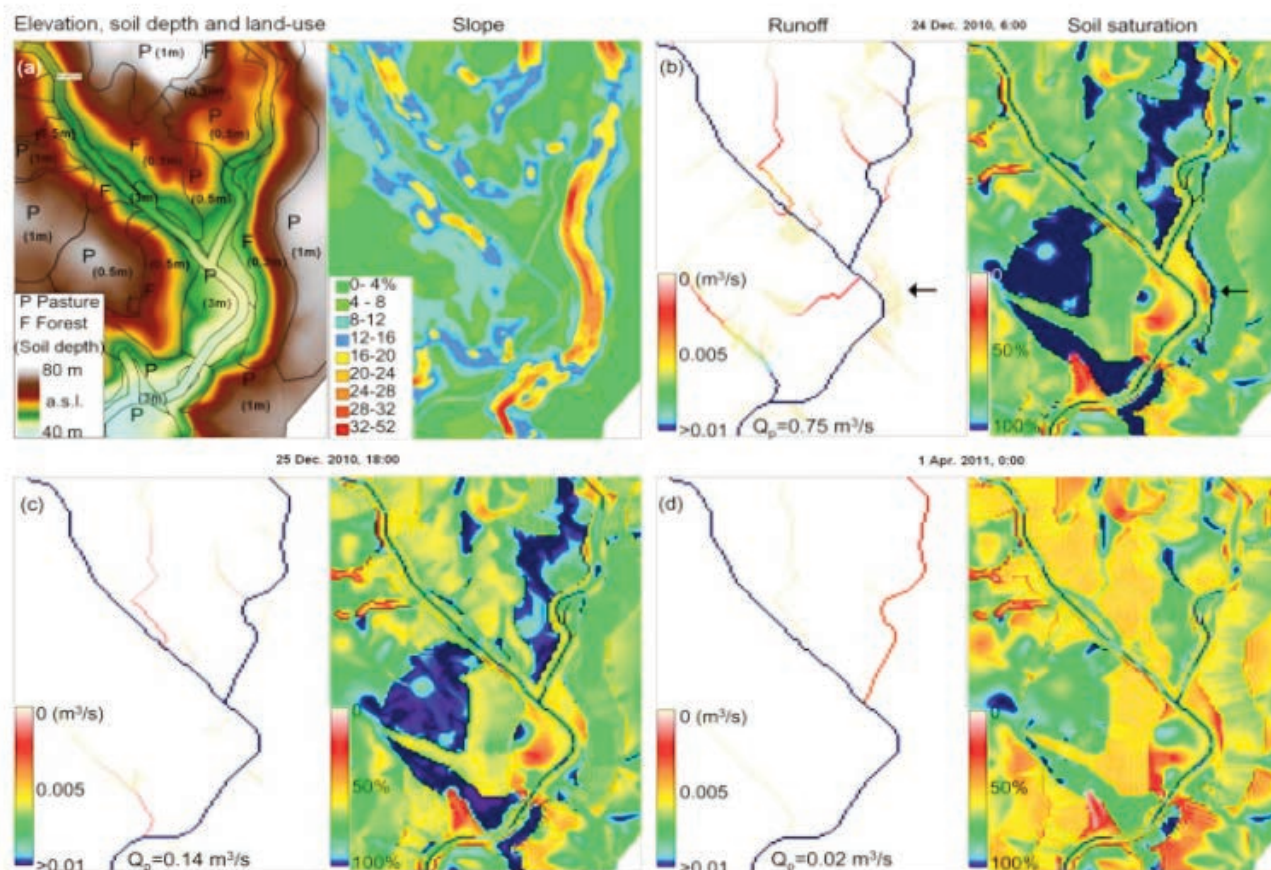 Elevation, soil depth and land-use
Slope
Runoff
24 Dec. 2010, 6:00
Soil saturation
(a)
P
(1m)
F
P
(0.5m)
(0.5m)
P
(1m)
F
P
(0.5m)
F
(3m)
P
(1m)
P
(0.5m)
(0.5m)
F
P
(3m)
F
P
(1m)
P
(1m)
P
P Pasture
F Forest
(Soil depth)
80 m
a.s.l.
40 m
0- 4%
4 - 8
8-12
12-16
16-20
20-24
24-28
28-32
32-52
(b)
0 (m³/s)
0.005
>0.01
Qp=0.75 m³/s
0
50%
100%
25 Dec. 2010, 18:00
1 Apr. 2011, 0:00
(c)
0 (m³/s)
0.005
>0.01
Qp=0.14 m³/s
0
50%
100%
(d)
0 (m³/s)
0.005
>0.01
Qp=0.02 m³/s
0
50%
100%